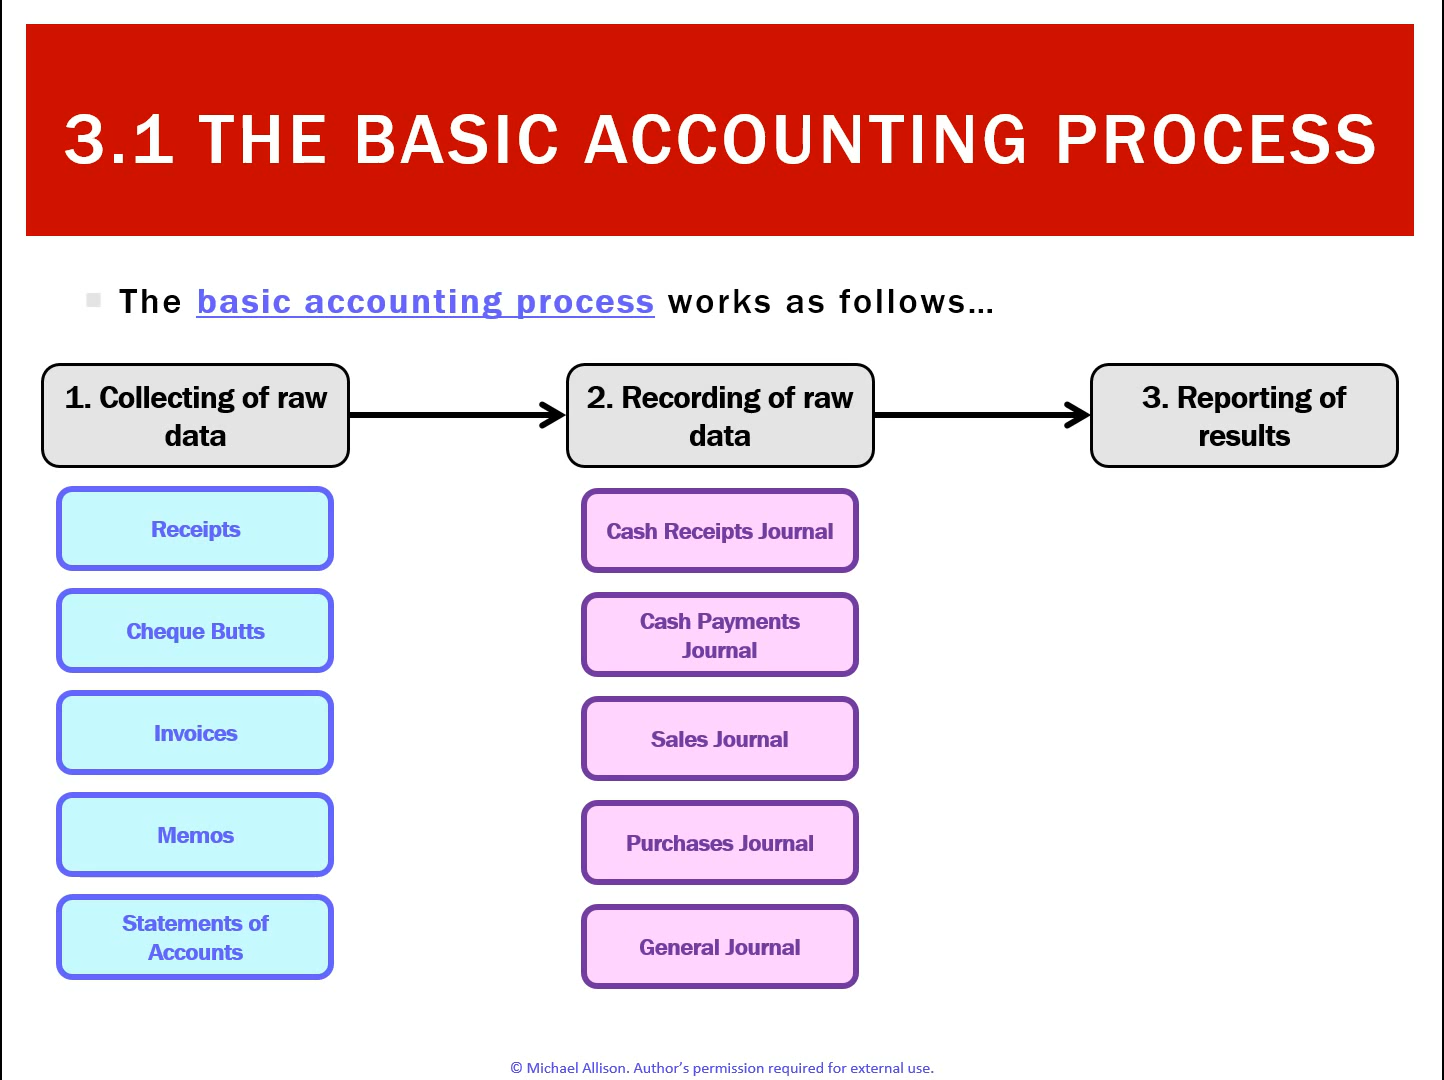 3.1 THE BASIC ACCOUNTING PROCESS
The basic accounting process works as follows...
1. Collecting of raw
data
2. Recording of raw
data
3. Reporting of
results
Receipts
Cheque Butts
Invoices
Memos
Statements of
Accounts
Cash Receipts Journal
Cash Payments
Journal
Sales Journal
Purchases Journal
General Journal
© Michael Allison. Author's permission required for external use.